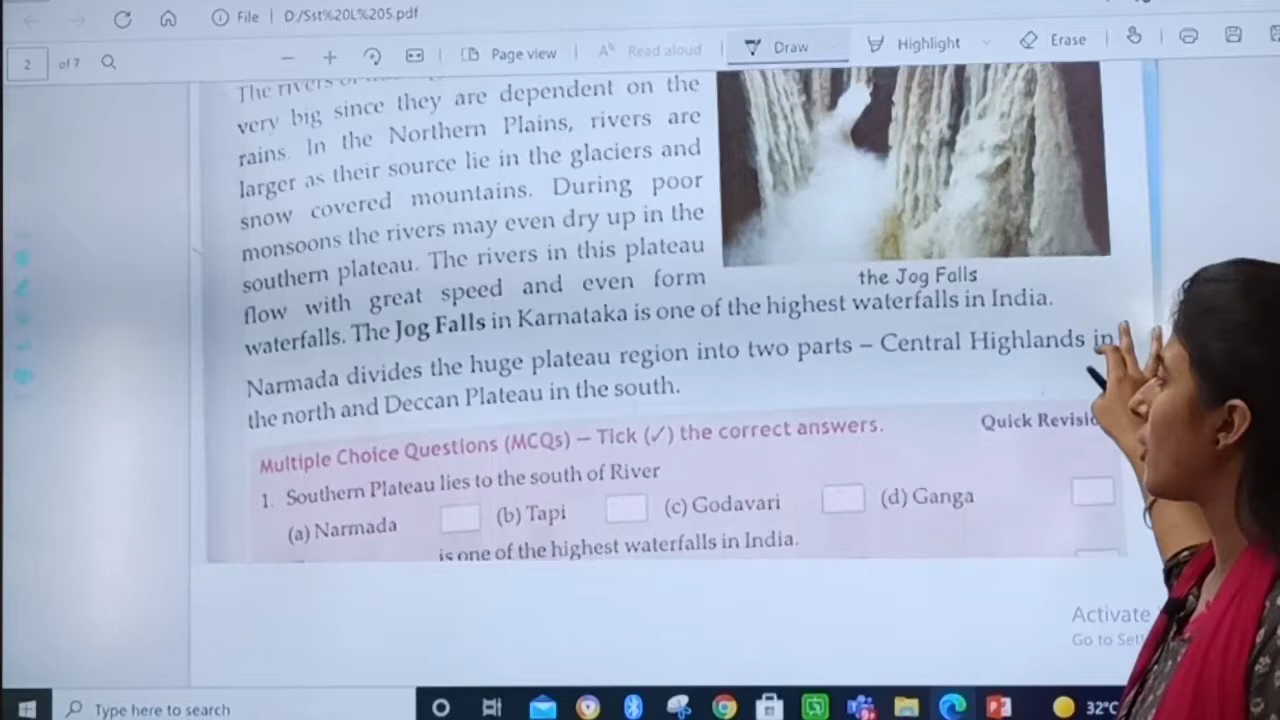 File | D:/Sst%20L%205.pdf
2 of 7 Page view Read aloud Draw Highlight Erase
The rivers
very big since they are dependent on the
rains. In the Northern Plains, rivers are
larger as their source lie in the glaciers and
snow covered mountains. During poor
monsoons the rivers may even dry up in the
southern plateau. The rivers in this plateau
flow with great speed and even form
the Jog Falls
waterfalls. The Jog Falls in Karnataka is one of the highest waterfalls in India.
Narmada divides the huge plateau region into two parts – Central Highlands in
the north and Deccan Plateau in the south.
Quick Revisio
Multiple Choice Questions (MCQs) – Tick (✓) the correct answers.
1. Southern Plateau lies to the south of River
(a) Narmada (b) Tapi (c) Godavari (d) Ganga
is one of the highest waterfalls in India.
Activate
Go to Set
Type here to search
32°C